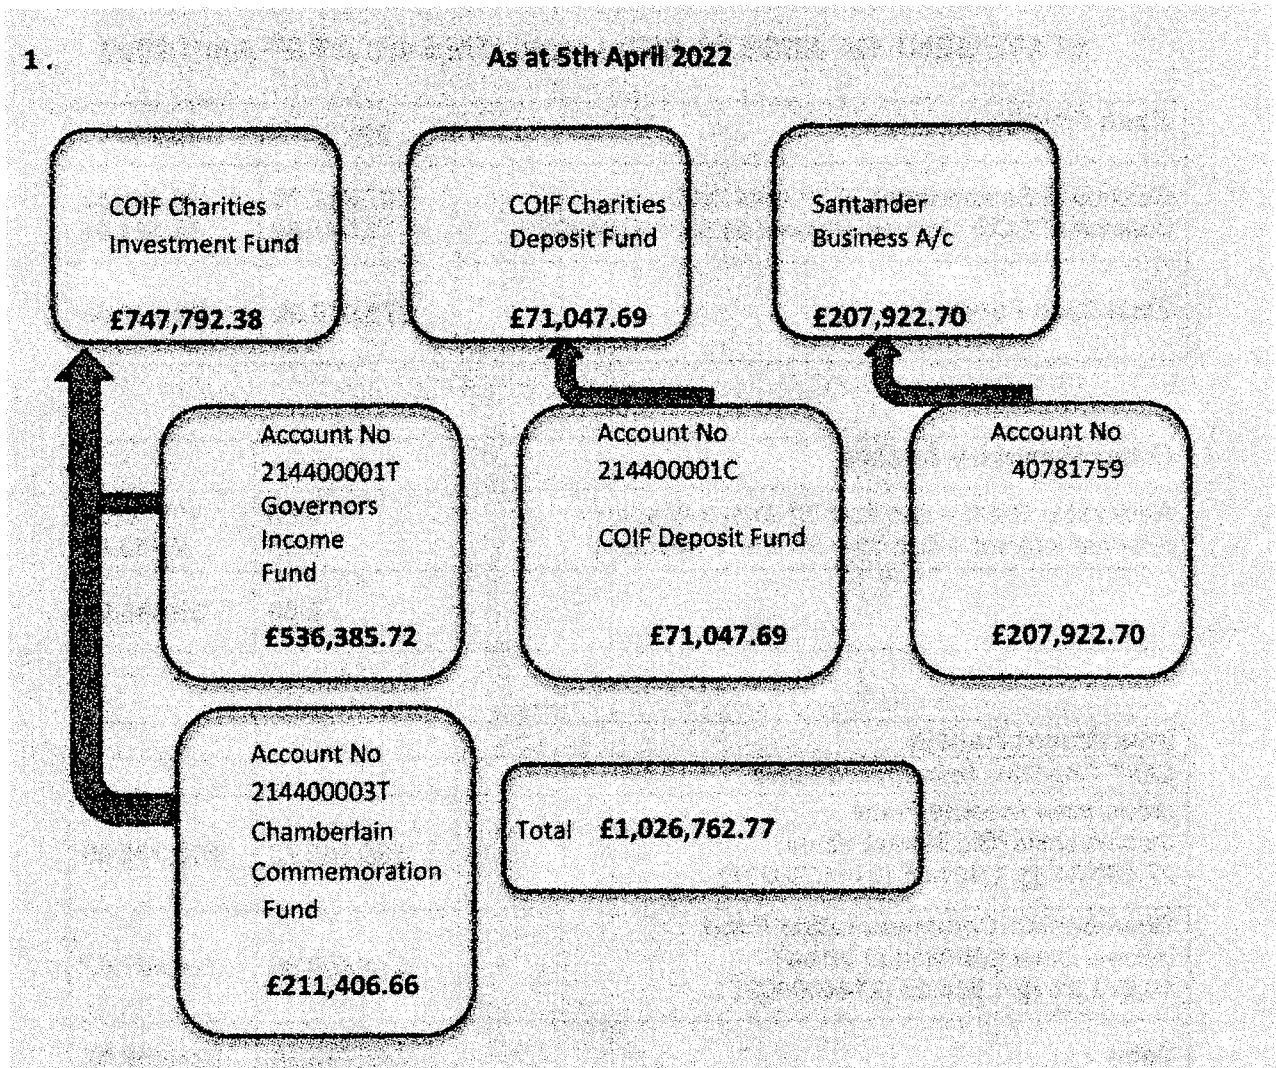 1 .
As at 5th April 2022
COIF Charities
Investment Fund
£747,792.38
COIF Charities
Deposit Fund
£71,047.69
Santander
Business A/c
£207,922.70
Account No
214400001T
Governors
Income
Fund
£536,385.72
Account No
214400001C
COIF Deposit Fund
£71,047.69
Account No
40781759
£207,922.70
Account No
214400003T
Chamberlain
Commemoration
Fund
£211,406.66
Total £1,026,762.77